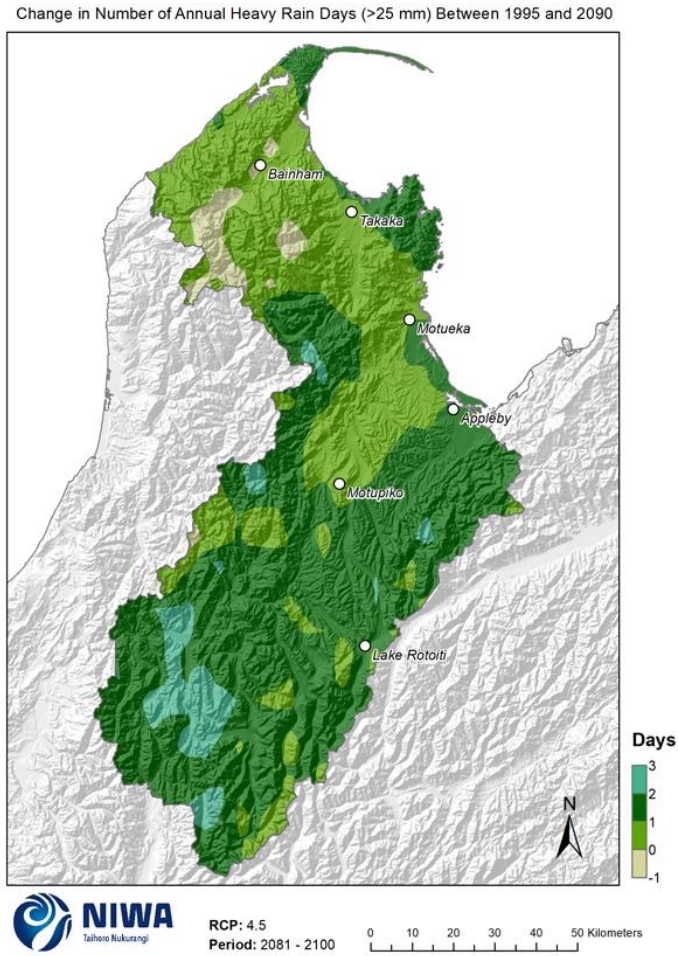 Change in Number of Annual Heavy Rain Days (>25 mm) Between 1995 and 2090
Bainham
Takaka
Motueka
Appleby
Motupiko
Lake Rotoiti
Days
3
2
1
0
-1
N
NIWA
Taihoro Nukurangi
RCP: 4.5
Period: 2081 - 2100
0 10 20 30 40 50 Kilometers